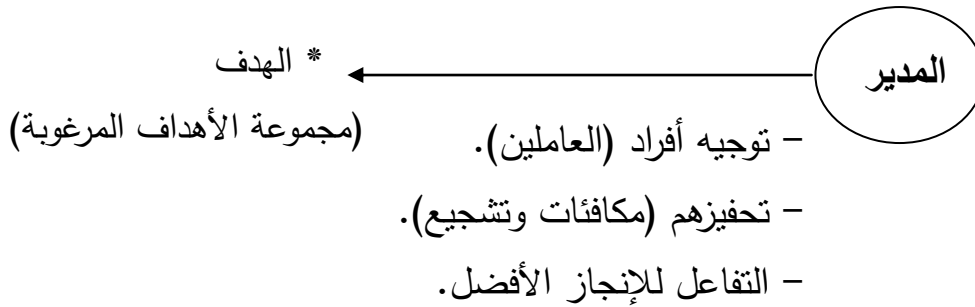 المدير
* الهدف
(مجموعة الأهداف المرغوبة)
- توجيه أفراد (العاملين).
- تحفيزهم (مكافئات وتشجيع).
- التفاعل للإنجاز الأفضل.